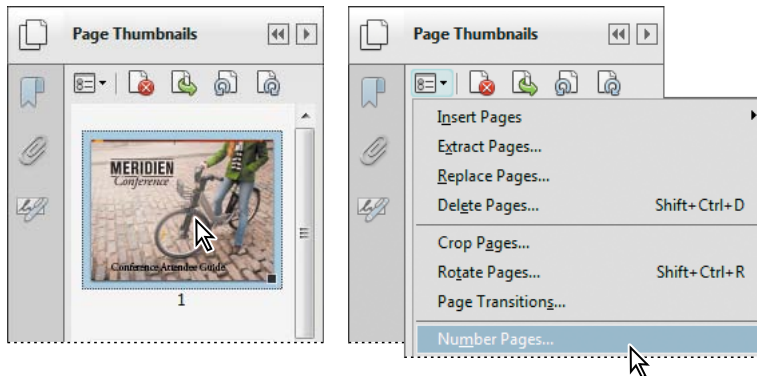 Page Thumbnails
MERIDIEN
Conference
Conference Attendee Guide
1
Page Thumbnails
Insert Pages
Extract Pages...
Replace Pages...
Delete Pages... Shift+Ctrl+D
Crop Pages...
Rotate Pages... Shift+Ctrl+R
Page Transitions...
Number Pages...